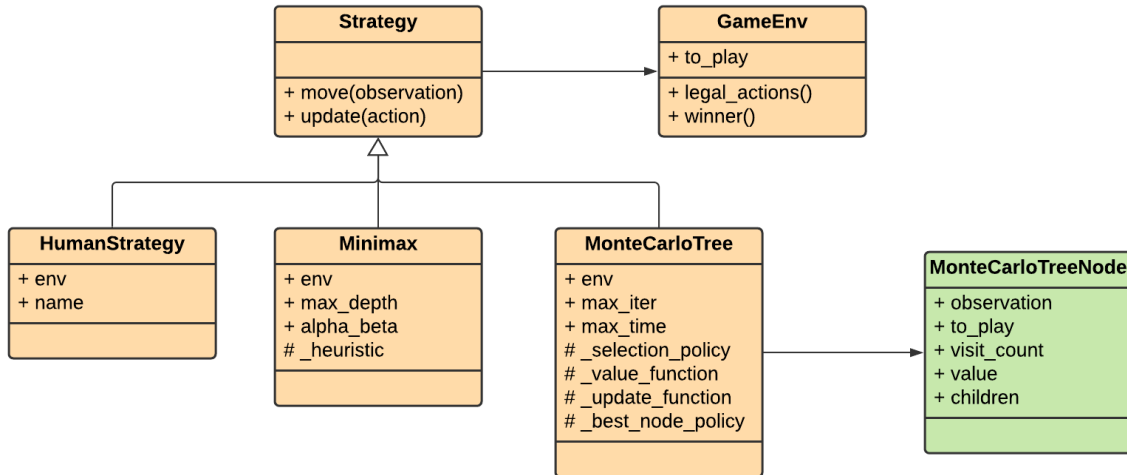 Strategy
+ move(observation)
+ update(action)
GameEnv
+ to_play
+ legal_actions()
+ winner()
HumanStrategy
+ env
+ name
Minimax
+ env
+ max_depth
+ alpha_beta
# _heuristic
MonteCarloTree
+ env
+ max_iter
+ max_time
# _selection_policy
# _value_function
# _update_function
# _best_node_policy
MonteCarloTreeNode
+ observation
+ to_play
+ visit_count
+ value
+ children